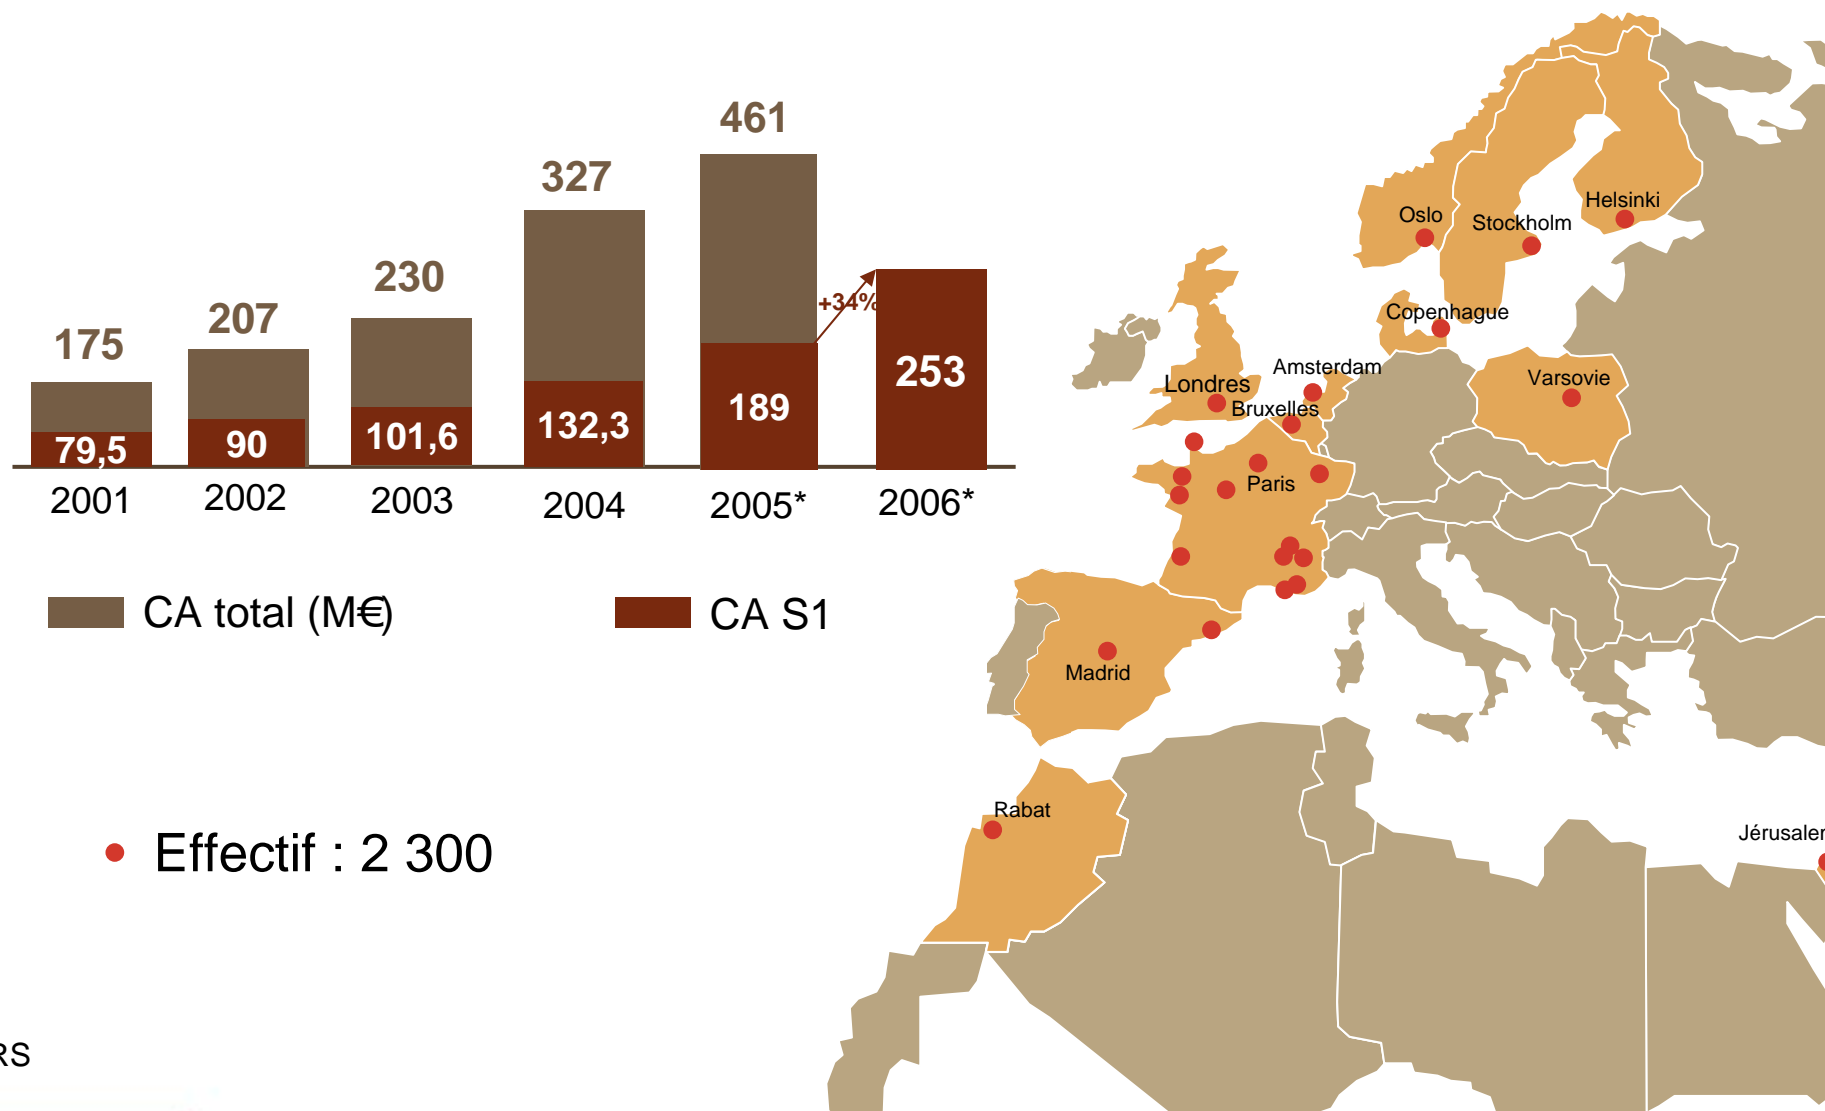 461
327
230
207
175
+34%
253
189
132,3
101,6
90
79,5
2001
2002
2003
2004
2005*
2006*
CA total (M€)
CA S1
Effectif : 2 300
RS
Oslo
Stockholm
Helsinki
Copenhague
Amsterdam
Londres
Bruxelles
Varsovie
Paris
Madrid
Rabat
Jérusaler